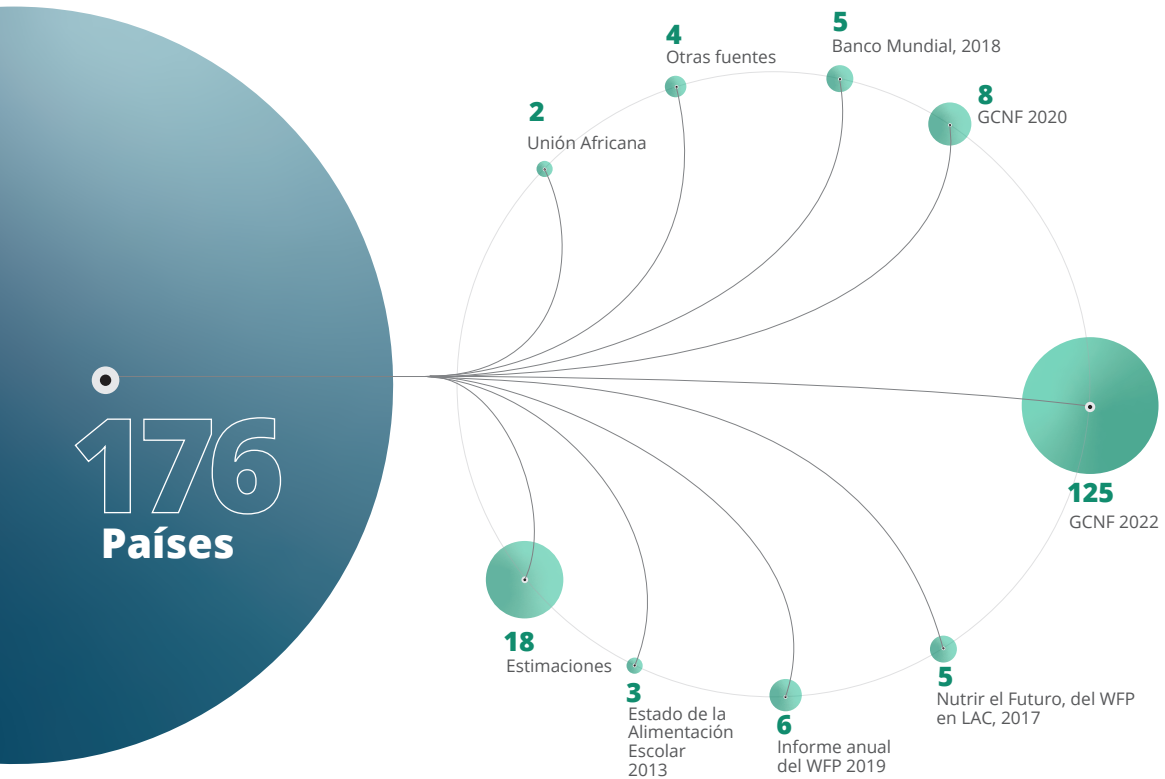 176
Países
2
Unión Africana
4
Otras fuentes
5
Banco Mundial, 2018
8
GCNF 2020
125
GCNF 2022
5
Nutrir el Futuro, del WFP
en LAC, 2017
6
Informe anual
del WFP 2019
3
Estado de la
Alimentación
Escolar
2013
18
Estimaciones